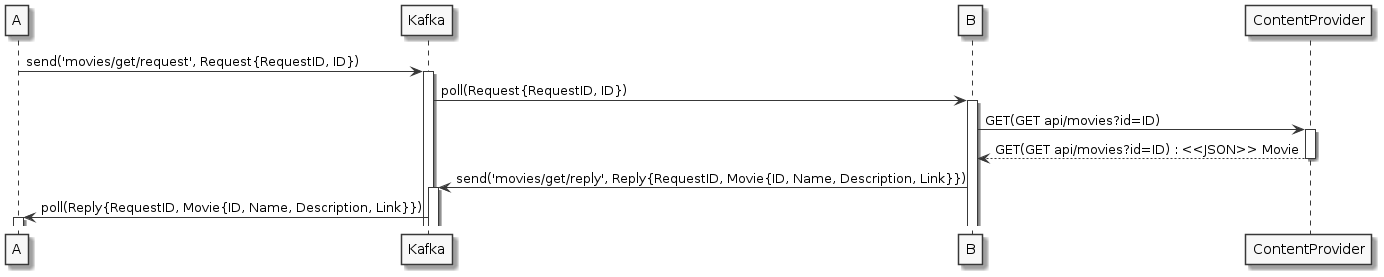 A
Kafka
B
ContentProvider
send('movies/get/request', Request{RequestID, ID})
poll(Request{RequestID, ID})
GET(GET api/movies?id=ID)
GET(GET api/movies?id=ID) : <<JSON>> Movie
send('movies/get/reply', Reply{RequestID, Movie{ID, Name, Description, Link}})
poll(Reply{RequestID, Movie{ID, Name, Description, Link}})
A
Kafka
B
ContentProvider